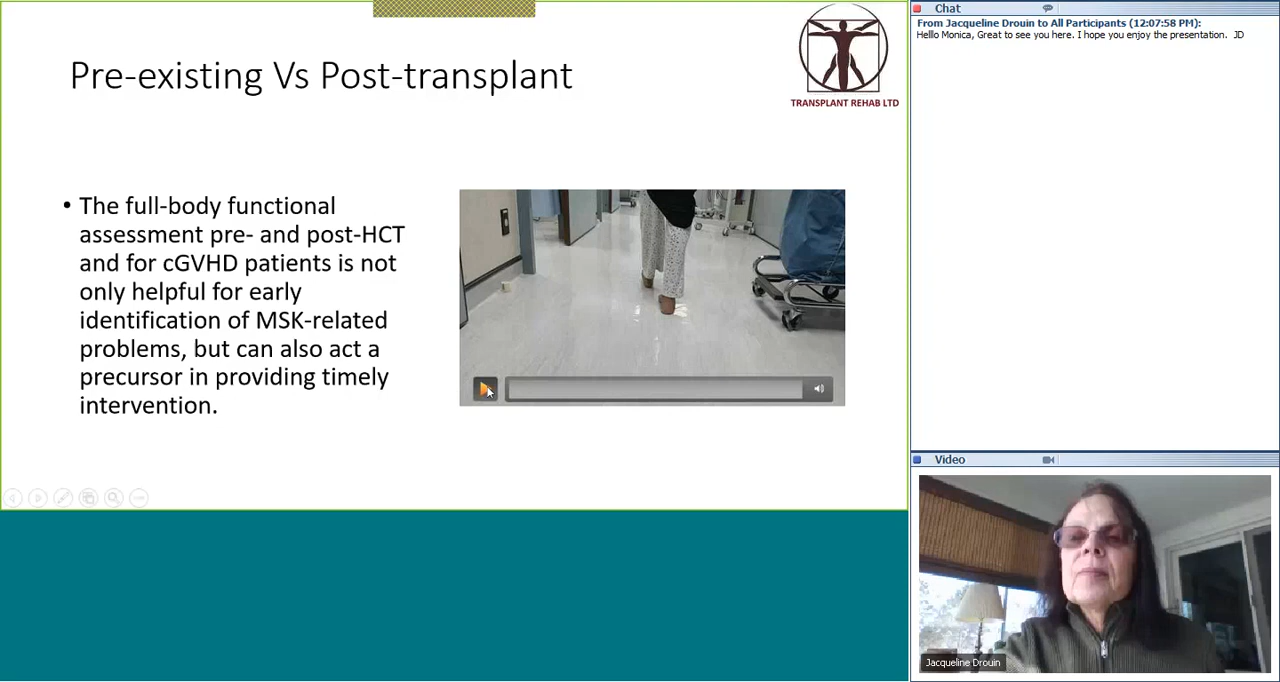 Pre-existing Vs Post-transplant
TRANSPLANT REHAB LTD
• The full-body functional
assessment pre- and post-HCT
and for cGVHD patients is not
only helpful for early
identification of MSK-related
problems, but can also act a
precursor in providing timely
intervention.
Chat
From Jacqueline Drouin to All Participants (12:07:58 PM):
Helllo Monica, Great to see you here. I hope you enjoy the presentation.  JD
Video
Jacqueline Drouin